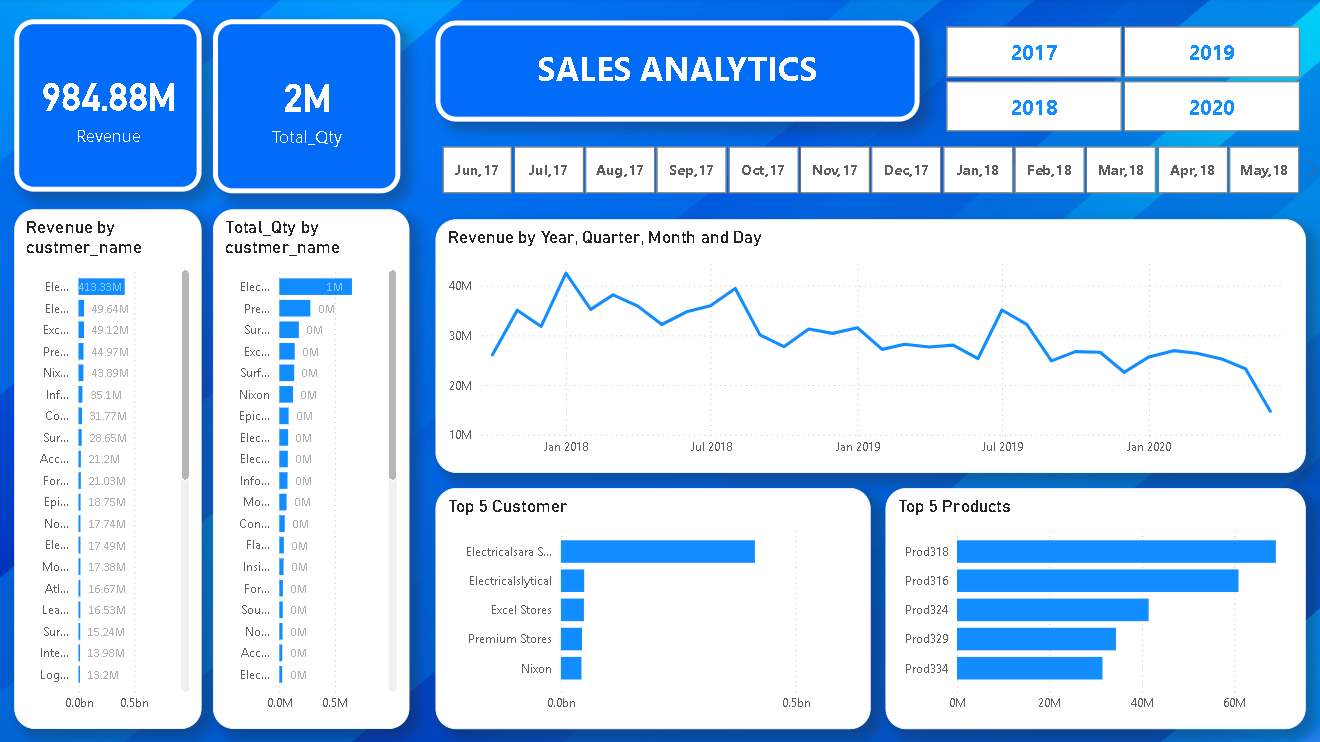 984.88M
Revenue
2M
Total_Qty
SALES ANALYTICS
2017
2019
2018
2020
Jun,17 Jul,17 Aug,17 Sep,17 Oct,17 Nov,17 Dec,17 Jan,18 Feb,18 Mar,18 Apr,18 May,18
Revenue by
custmer_name
Ele... 413.33M
Ele... 49.64M
Exc... 49.12M
Pre... 44.97M
Nix... 43.89M
Inf... 35.1M
Co... 31.77M
Sur... 28.65M
Acc... 21.2M
For... 21.03M
Epi... 18.75M
No... 17.74M
Ele... 17.49M
Mo... 17.38M
Atl... 16.67M
Lea... 16.53M
Sur... 15.24M
Inte... 13.98M
Log... 13.2M
0.0bn 0.5bn
Total_Qty by
custmer_name
Elec... 1M
Pre... 0M
Sur... 0M
Exc... 0M
Surf... 0M
Nixon 0M
Epic... 0M
Elec... 0M
Elec... 0M
Info... 0M
Mo... 0M
Con... 0M
Fla... 0M
Insi... 0M
For... 0M
Sou... 0M
No... 0M
Acc... 0M
Elec... 0M
0.0M 0.5M
Revenue by Year, Quarter, Month and Day
40M
30M
20M
10M
Jan 2018 Jul 2018 Jan 2019 Jul 2019 Jan 2020
Top 5 Customer
Electricalsara S...
Electricalslytical
Excel Stores
Premium Stores
Nixon
0.0bn 0.5bn
Top 5 Products
Prod318
Prod316
Prod324
Prod329
Prod334
0M 20M 40M 60M